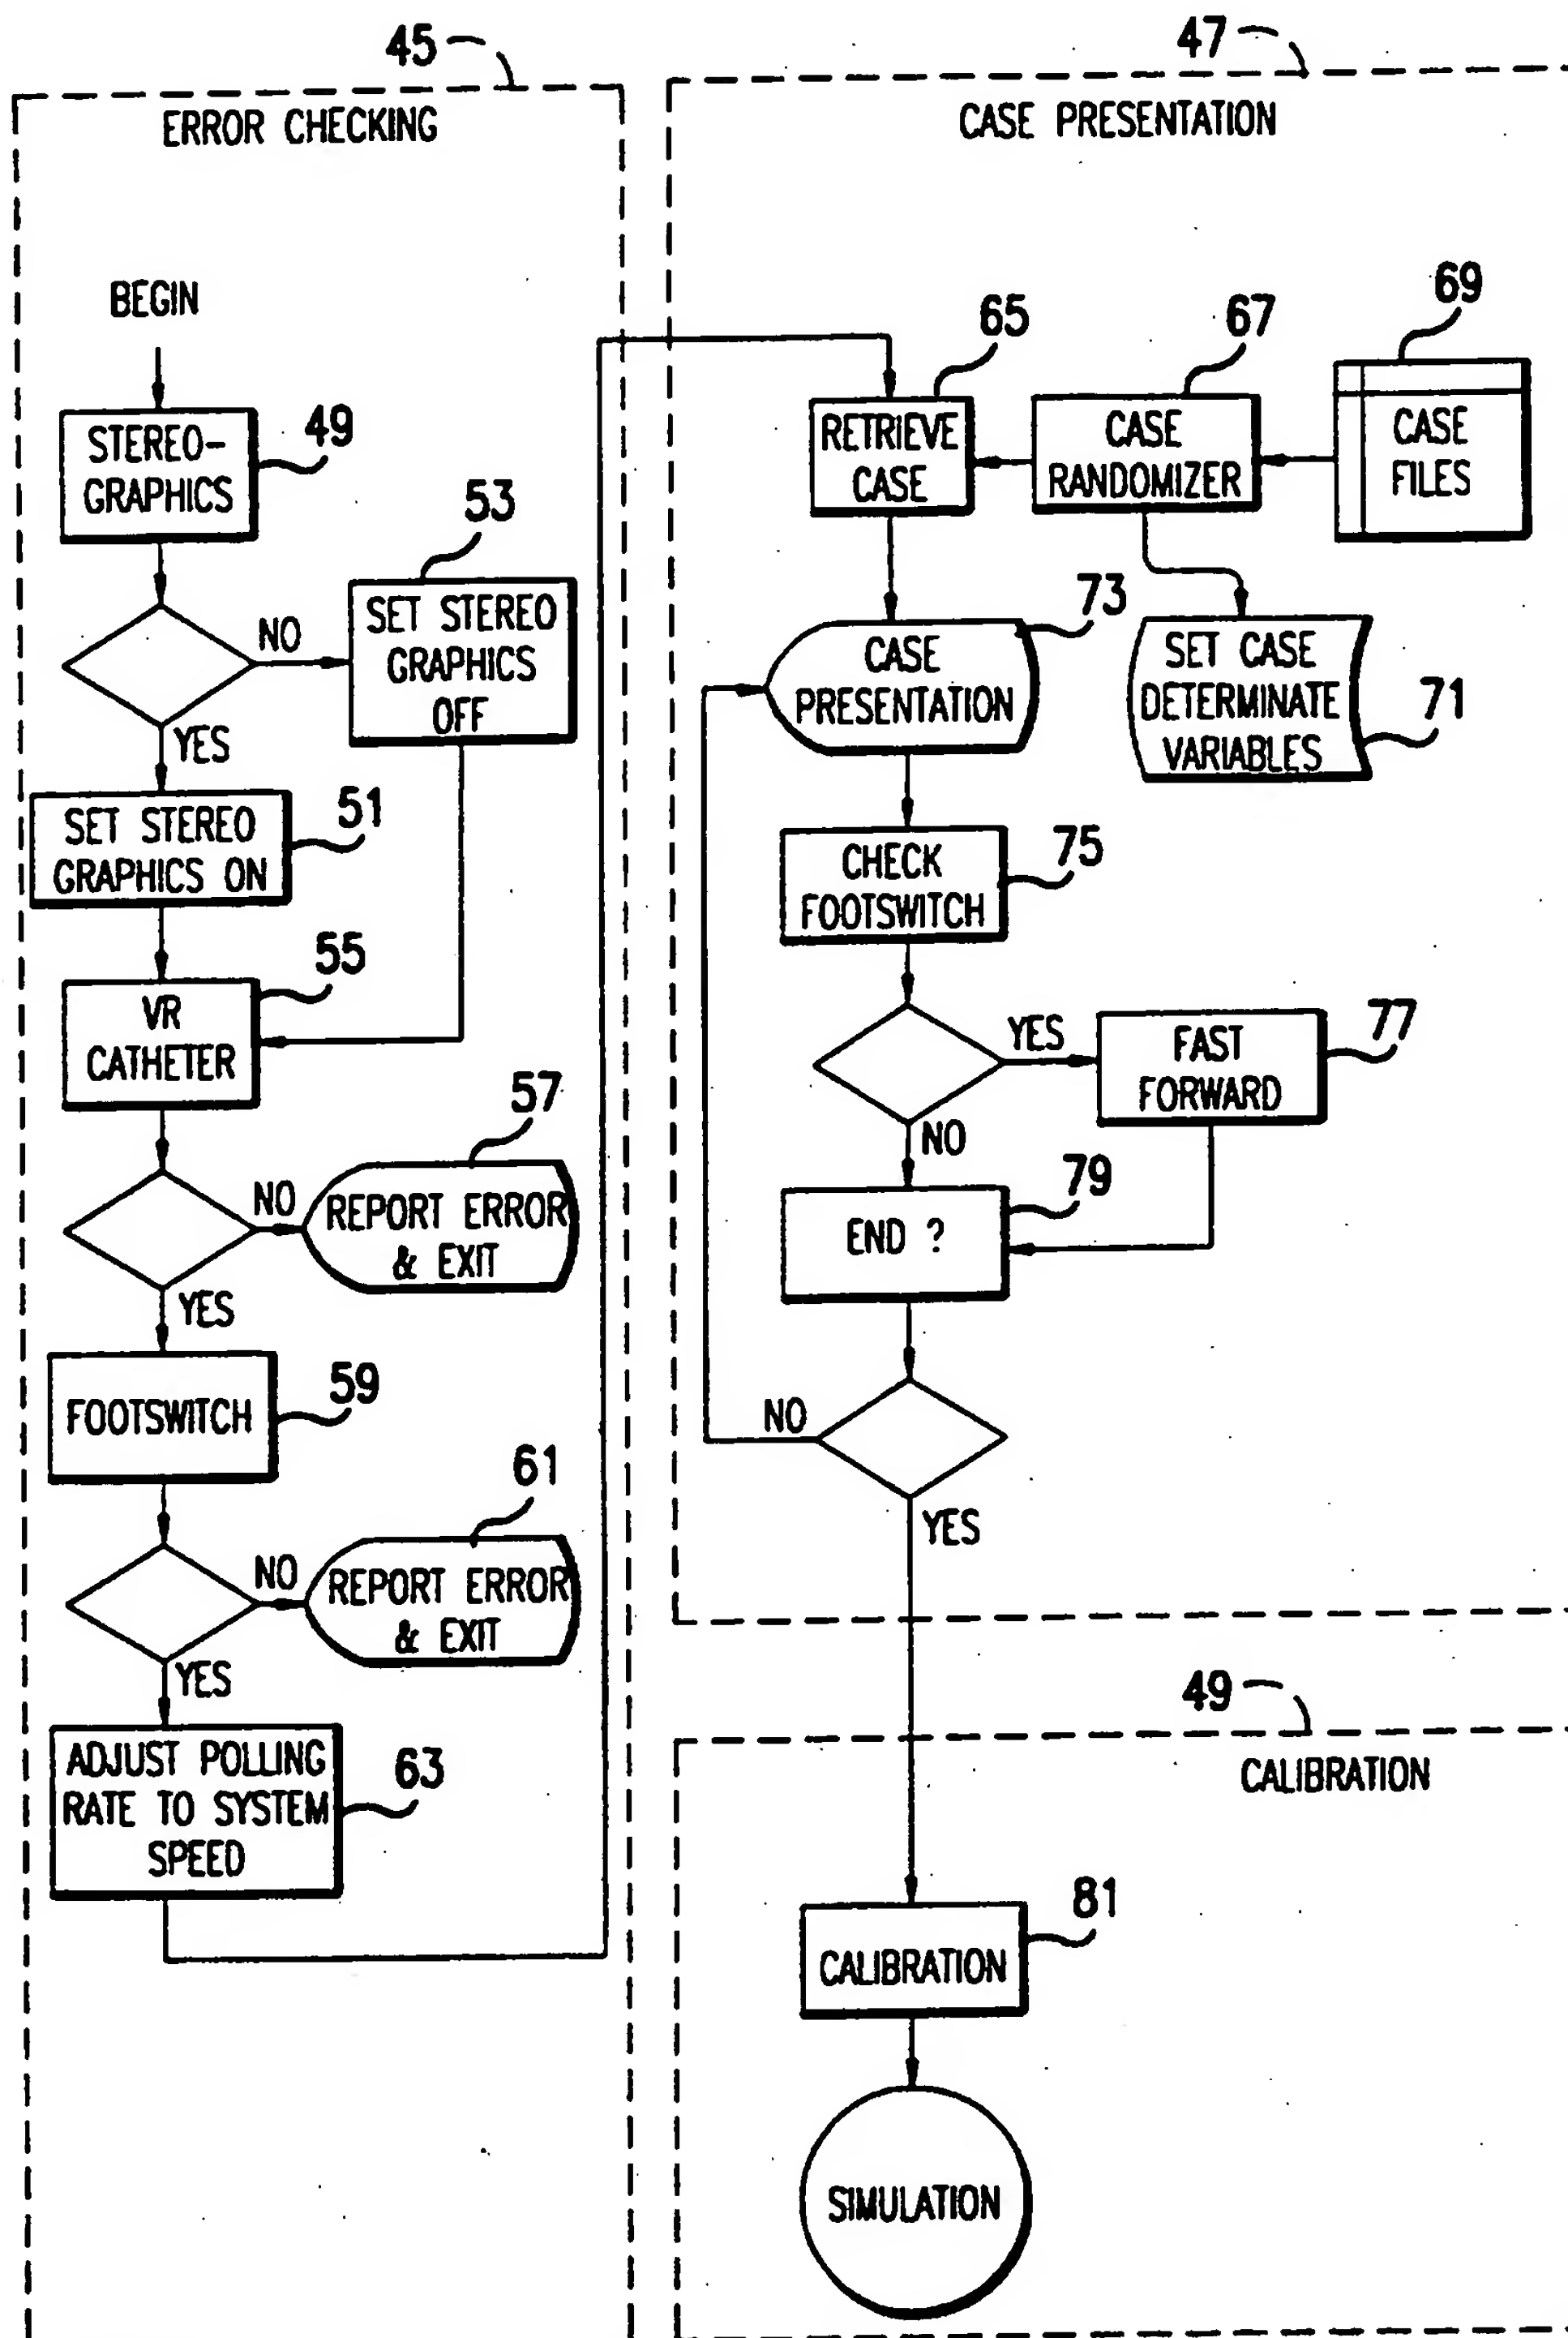 45
ERROR CHECKING
BEGIN
STEREO-
GRAPHICS
49
NO
53
SET STEREO
GRAPHICS
OFF
YES
SET STEREO
GRAPHICS ON
51
VR
CATHETER
55
NO
57
REPORT ERROR
& EXIT
YES
FOOTSWITCH
59
NO
61
REPORT ERROR
& EXIT
YES
ADJUST POLLING
RATE TO SYSTEM
SPEED
63
47
CASE PRESENTATION
65
RETRIEVE
CASE
67
CASE
RANDOMIZER
69
CASE
FILES
73
CASE
PRESENTATION
SET CASE
DETERMINATE
VARIABLES
71
CHECK
FOOTSWITCH
75
YES
FAST
FORWARD
77
NO
END ?
79
NO
YES
49
CALIBRATION
CALIBRATION
81
SIMULATION